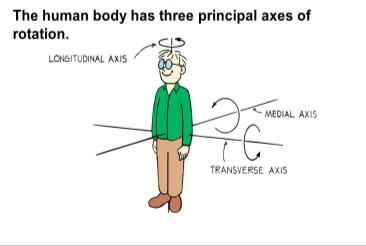 The human body has three principal axes of
rotation.
LONGITUDINAL AXIS
MEDIAL AXIS
TRANSVERSE AXIS